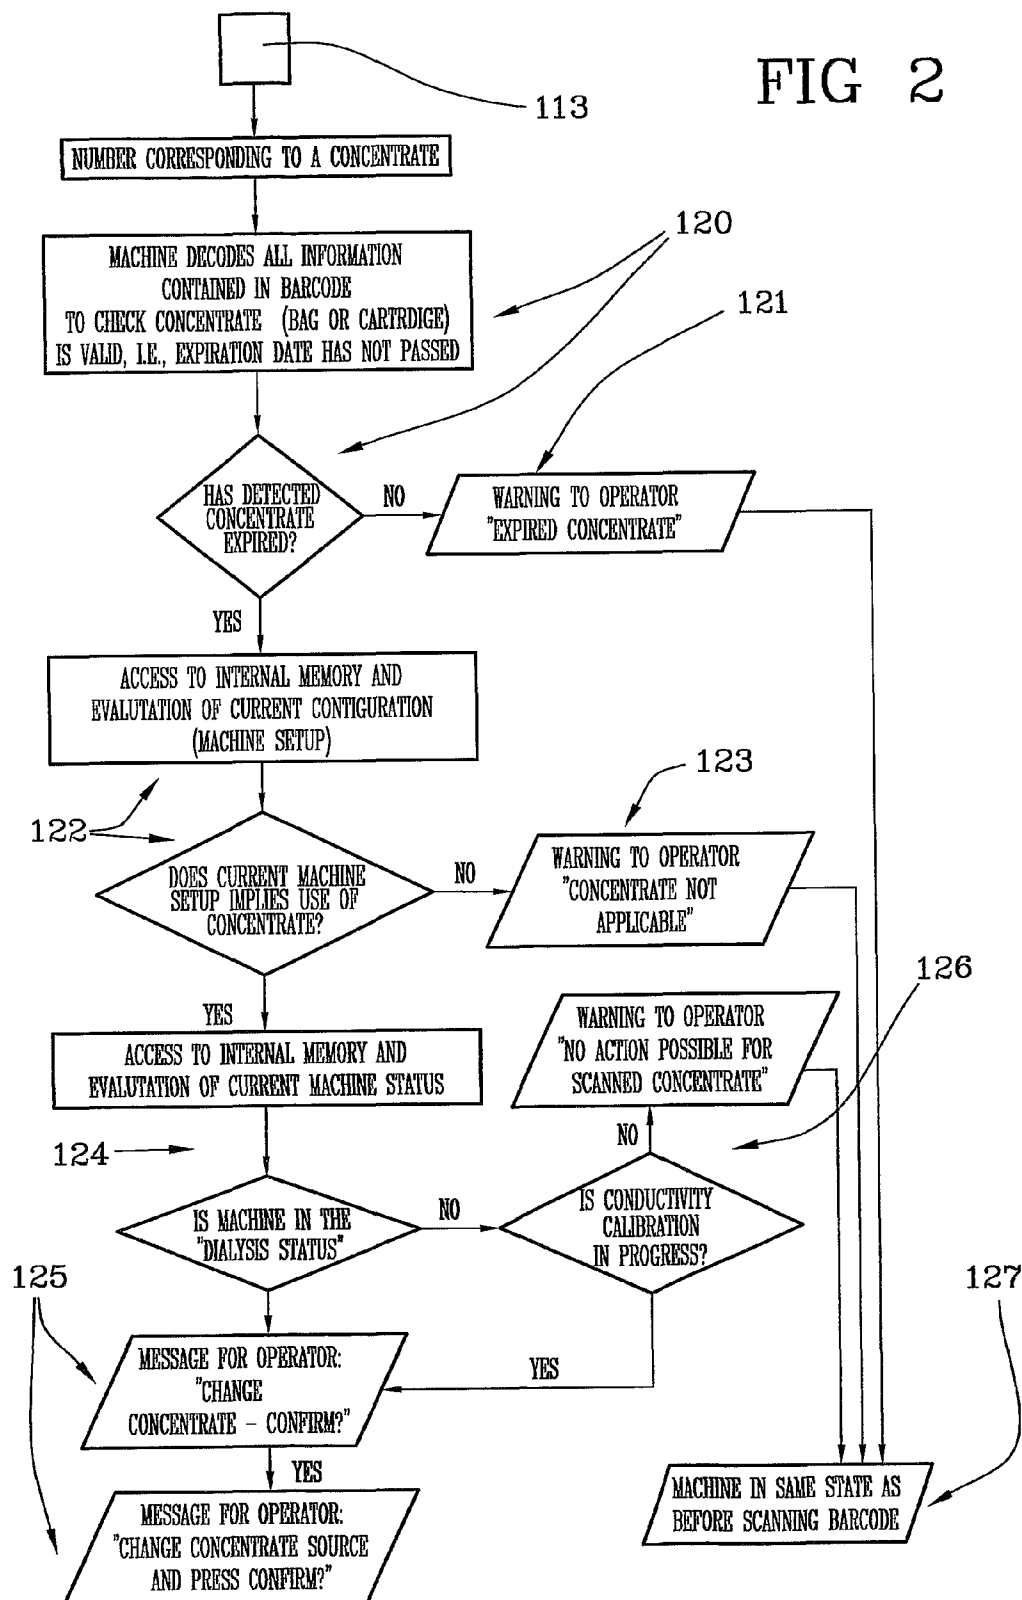 FIG 2
113
NUMBER CORRESPONDING TO A CONCENTRATE
120
MACHINE DECODES ALL INFORMATION
CONTAINED IN BARCODE
TO CHECK CONCENTRATE (BAG OR CARTRDIGE)
IS VALID, I.E., EXPIRATION DATE HAS NOT PASSED
121
HAS DETECTED
CONCENTRATE
EXPIRED?
NO
WARNING TO OPERATOR
"EXPIRED CONCENTRATE"
YES
ACCESS TO INTERNAL MEMORY AND
EVALUTATION OF CURRENT CONTIGURATION
(MACHINE SETUP)
122
123
DOES CURRENT MACHINE
SETUP IMPLIES USE OF
CONCENTRATE?
NO
WARNING TO OPERATOR
"CONCENTRATE NOT
APPLICABLE"
126
YES
ACCESS TO INTERNAL MEMORY AND
EVALUTATION OF CURRENT MACHINE STATUS
WARNING TO OPERATOR
"NO ACTION POSSIBLE FOR
SCANNED CONCENTRATE"
124
NO
IS MACHINE IN THE
"DIALYSIS STATUS"
NO
IS CONDUCTIVITY
CALIBRATION
IN PROGRESS?
125
127
MESSAGE FOR OPERATOR:
"CHANGE
CONCENTRATE - CONFIRM?"
YES
YES
MESSAGE FOR OPERATOR:
"CHANGE CONCENTRATE SOURCE
AND PRESS CONFIRM?"
MACHINE IN SAME STATE AS
BEFORE SCANNING BARCODE